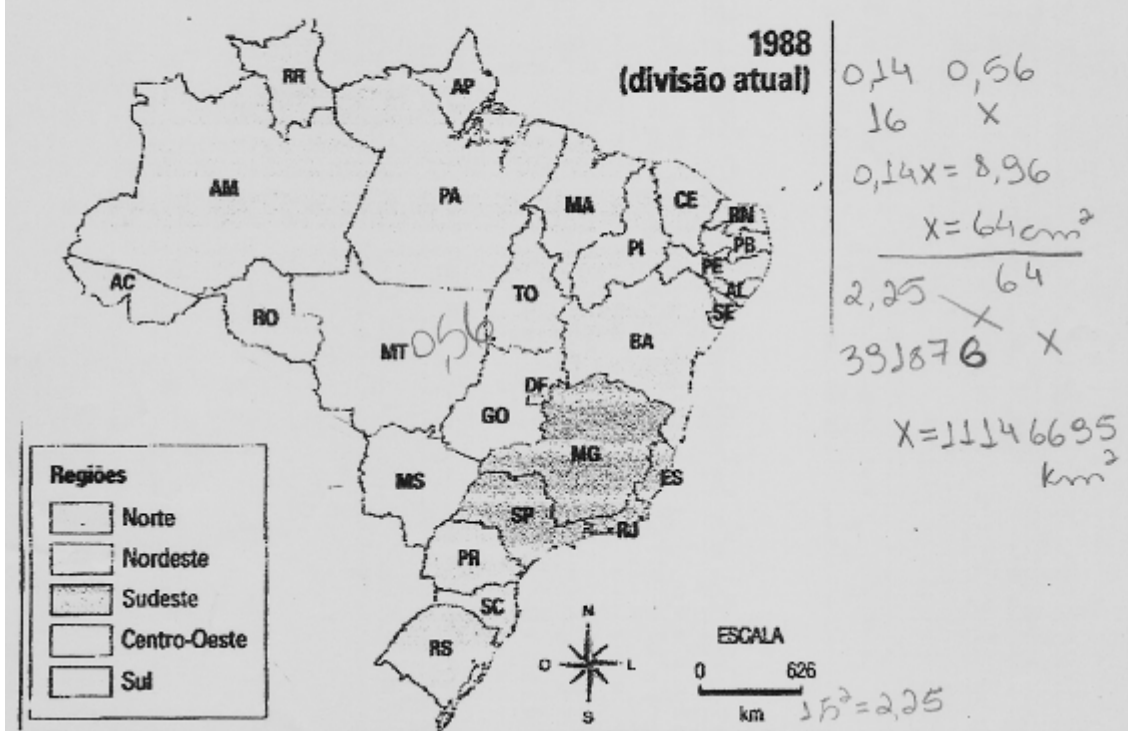 1988
(divisão atual)
RR
AP
AM
PA
MA
CE
RN
PB
PI
PE
AL
SE
AC
RO
TO
BA
MT 0,56
DF
GO
MG
ES
MS
SP
RJ
PR
SC
RS
Regiões
Norte
Nordeste
Sudeste
Centro-Oeste
Sul
N
O L
S
ESCALA
0 626
km
1,5²=2,25
0,14 0,56
16 X
0,14x = 8,96
X = 64cm²
2,25 64
391876 X
X=11146695
km²